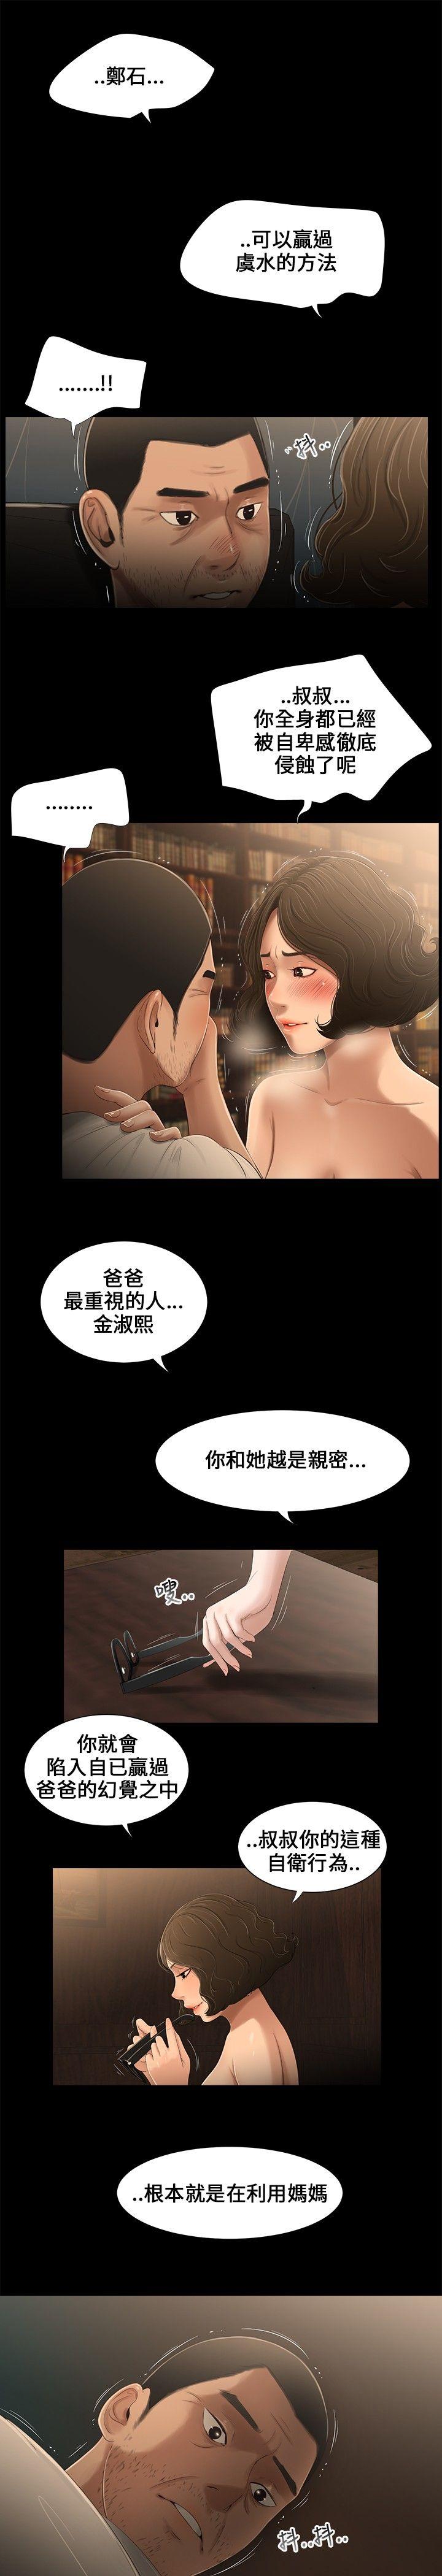 ..鄭石...
..可以贏過
虞水的方法
.......!!
抖..
..叔叔...
你全身都已經
被自卑感徹底
侵蝕了呢
........
爸爸
最重視的人...
金淑熙
你和她越是親密...
嗖..
你就會
陷入自已贏過
爸爸的幻覺之中
..叔叔你的這種
自衛行為..
..根本就是在利用媽媽
抖..抖..